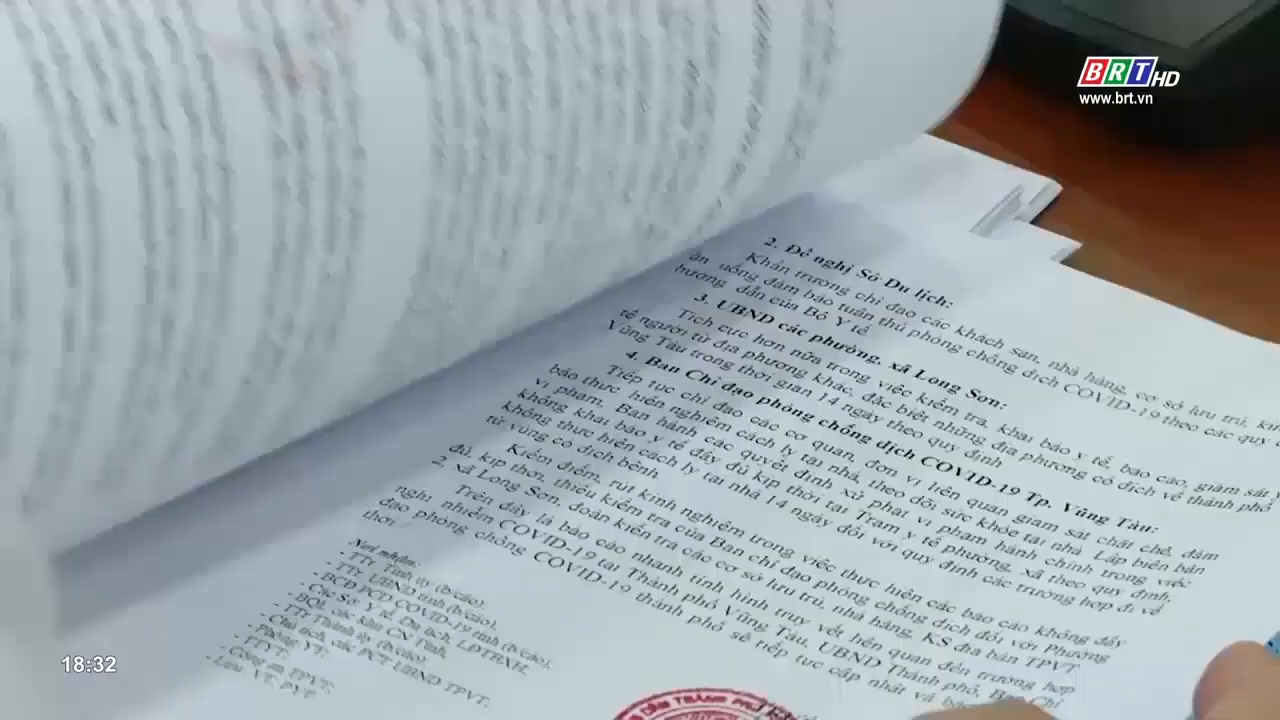 BRT HD
www.brt.vn
2. Đề nghị Sở Du lịch:
Khẩn trương chỉ đạo các khách sạn, nhà hàng, cơ sở lưu trú,
ăn uống đảm bảo tuân thủ phòng chống dịch COVID-19 theo các quy
hướng dẫn của Bộ Y tế
3. UBND các phường, xã Long Sơn:
Tích cực hơn nữa trong việc kiểm tra, khai báo y tế, báo cáo, giám sát
tế người từ địa phương khác, đặc biệt những địa phương có dịch về thành phố
Vũng Tàu trong thời gian 14 ngày theo quy định
4. Ban Chỉ đạo phòng chống dịch COVID-19 Tp. Vũng Tàu:
Tiếp tục chỉ đạo các cơ quan, đơn vị liên quan giám sát chặt chẽ, đảm
bảo thực hiện nghiêm cách ly tại nhà, theo dõi sức khỏe tại nhà. Lập biên bản
vi phạm, Ban hành các quyết định xử phạt vi phạm hành chính trong việc
không khai báo y tế đầy đủ kịp thời tại Trạm y tế phường, xã theo quy định,
không thực hiện cách ly tại nhà 14 ngày đối với quy định các trường hợp đi về
từ vùng có dịch bệnh
Kiểm điểm, rút kinh nghiệm trong việc thực hiện các báo cáo không đầy
đủ, kịp thời, thiếu kiểm tra của Ban chỉ đạo phòng chống dịch đối với Phường
2, xã Long Sơn, đoàn kiểm tra các cơ sở lưu trú, nhà hàng, KS địa bàn TPVT.
Trên đây là báo cáo nhanh tình hình truy vết liên quan đến trường hợp
nghi nhiễm COVID-19 tại Thành phố Vũng Tàu, UBND Thành phố, Ban Chỉ
đạo phòng chống COVID-19 thành phố sẽ tiếp tục cập nhật và
thời
Nơi nhận:
- TTr. Tỉnh ủy (b/cáo);
- TTr. UBND tỉnh (b/cáo);
- BCĐ PCD COVID-19 tỉnh (b/cáo);
- Các Sở: Y tế, Du lịch, LĐTBXH,
BQL các khu CN Tỉnh,
- TTr Thành ủy (b/cáo);
- Chủ tịch, các PCT UBND TPVT;
- Phòng YT;
- TTYT;
- Công an TPVT;
- Lưu: VT, PYT.
DÂN THÀNH PHỐ
18:32